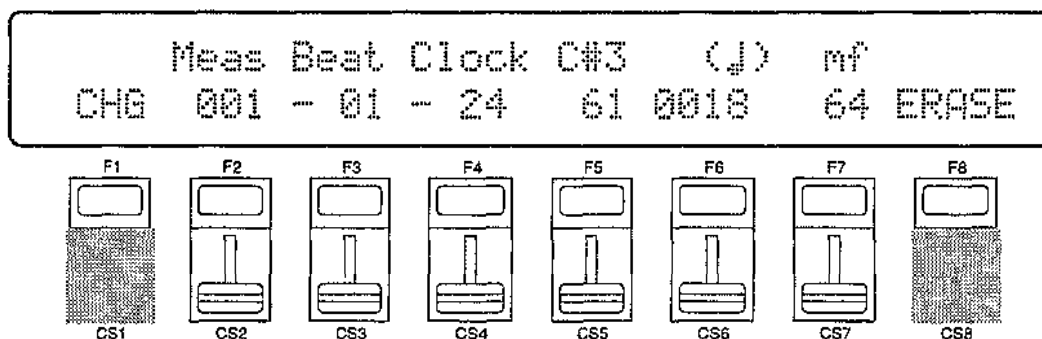 Meas Beat Clock C#3 (♩) mf
CHG 001 - 01 - 24 61 0018 64 ERASE
F1 F2 F3 F4 F5 F6 F7 F8
CS1 CS2 CS3 CS4 CS5 CS6 CS7 CS8